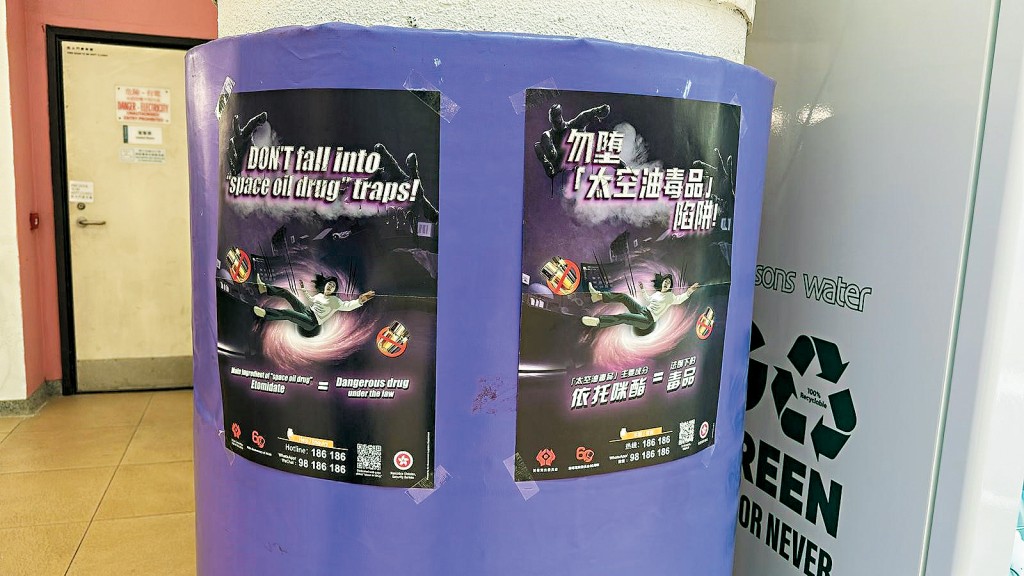 DANGER - ELECTRICITY
DON'T fall into
"space oil drug" traps!
Main ingredient of "space oil drug"
Etomidate
=
Dangerous drug
under the law
Hotline: 186 186
98 186 186
勿墮
「太空油毒品」
陷阱!
「太空油毒品」主要成分
依托咪酯
=
法例下的
毒品
熱線: 186 186
98 186 186
sons water
100%
Recyclable
REEN
OR NEVER